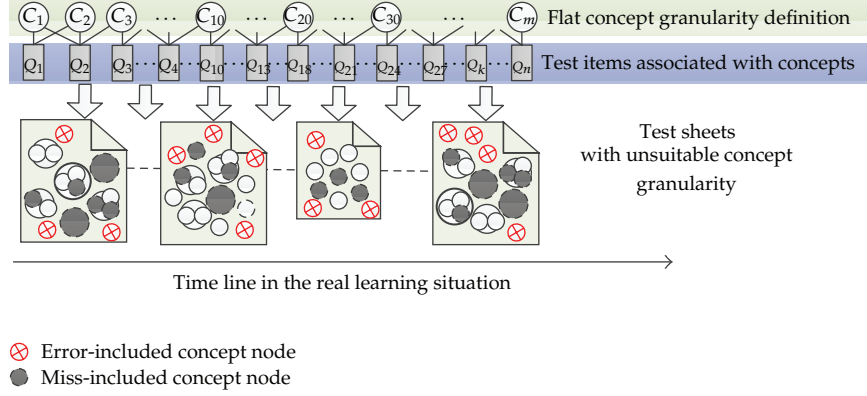 C1 C2 C3 ... C10 ... C20 ... C30 ... Cm Flat concept granularity definition
Q1 Q2 Q3 ... Q4 ... Q10 ... Q13 ... Q18 ... Q21 ... Q24 ... Q27 ... Qk ... Qn Test items associated with concepts
Test sheets
with unsuitable concept
granularity
Time line in the real learning situation
Error-included concept node
Miss-included concept node